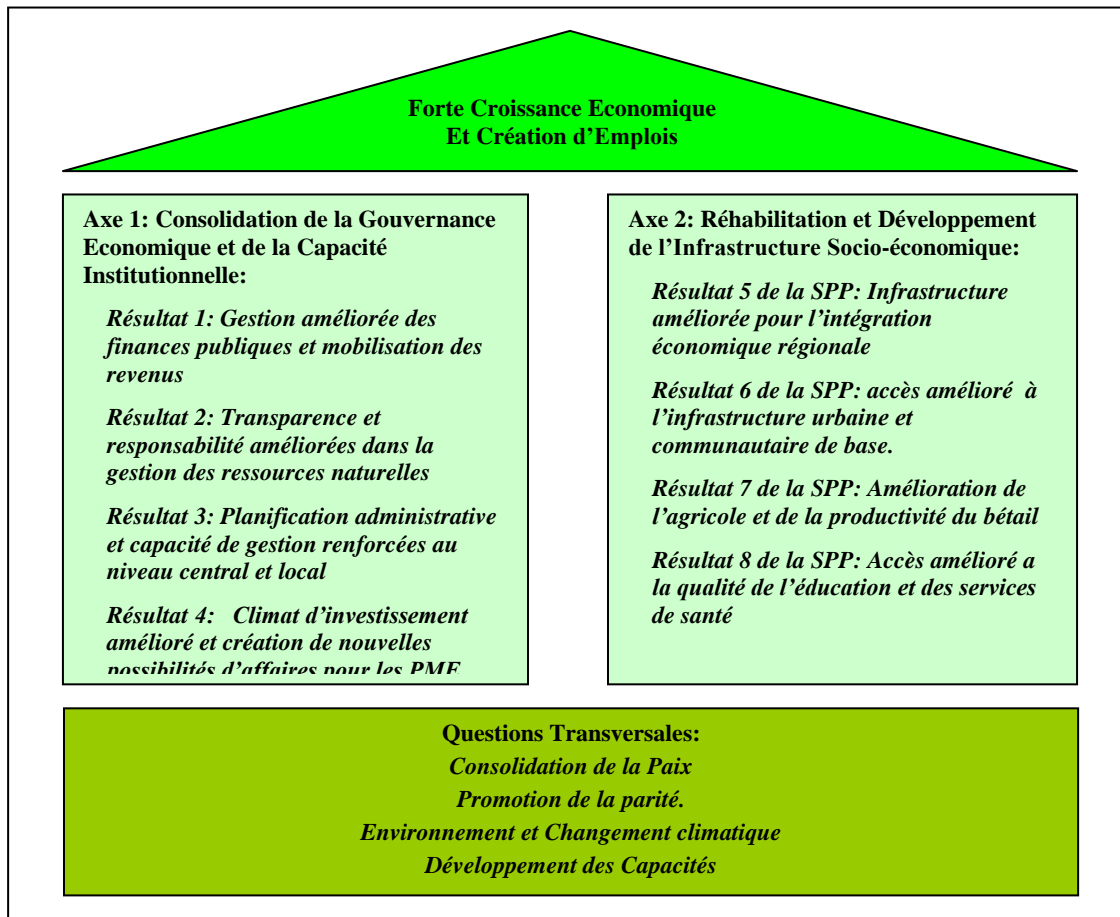 Forte Croissance Economique
Et Création d'Emplois
Axe 1: Consolidation de la Gouvernance
Economique et de la Capacité
Institutionnelle:
Résultat 1: Gestion améliorée des
finances publiques et mobilisation des
revenus
Résultat 2: Transparence et
responsabilité améliorées dans la
gestion des ressources naturelles
Résultat 3: Planification administrative
et capacité de gestion renforcées au
niveau central et local
Résultat 4: Climat d'investissement
amélioré et création de nouvelles
possibilités d'affaires pour les PME
Axe 2: Réhabilitation et Développement
de l'Infrastructure Socio-économique:
Résultat 5 de la SPP: Infrastructure
améliorée pour l'intégration
économique régionale
Résultat 6 de la SPP: accès amélioré à
l'infrastructure urbaine et
communautaire de base.
Résultat 7 de la SPP: Amélioration de
l'agricole et de la productivité du bétail
Résultat 8 de la SPP: Accès amélioré a
la qualité de l'éducation et des services
de santé
Questions Transversales:
Consolidation de la Paix
Promotion de la parité.
Environnement et Changement climatique
Développement des Capacités